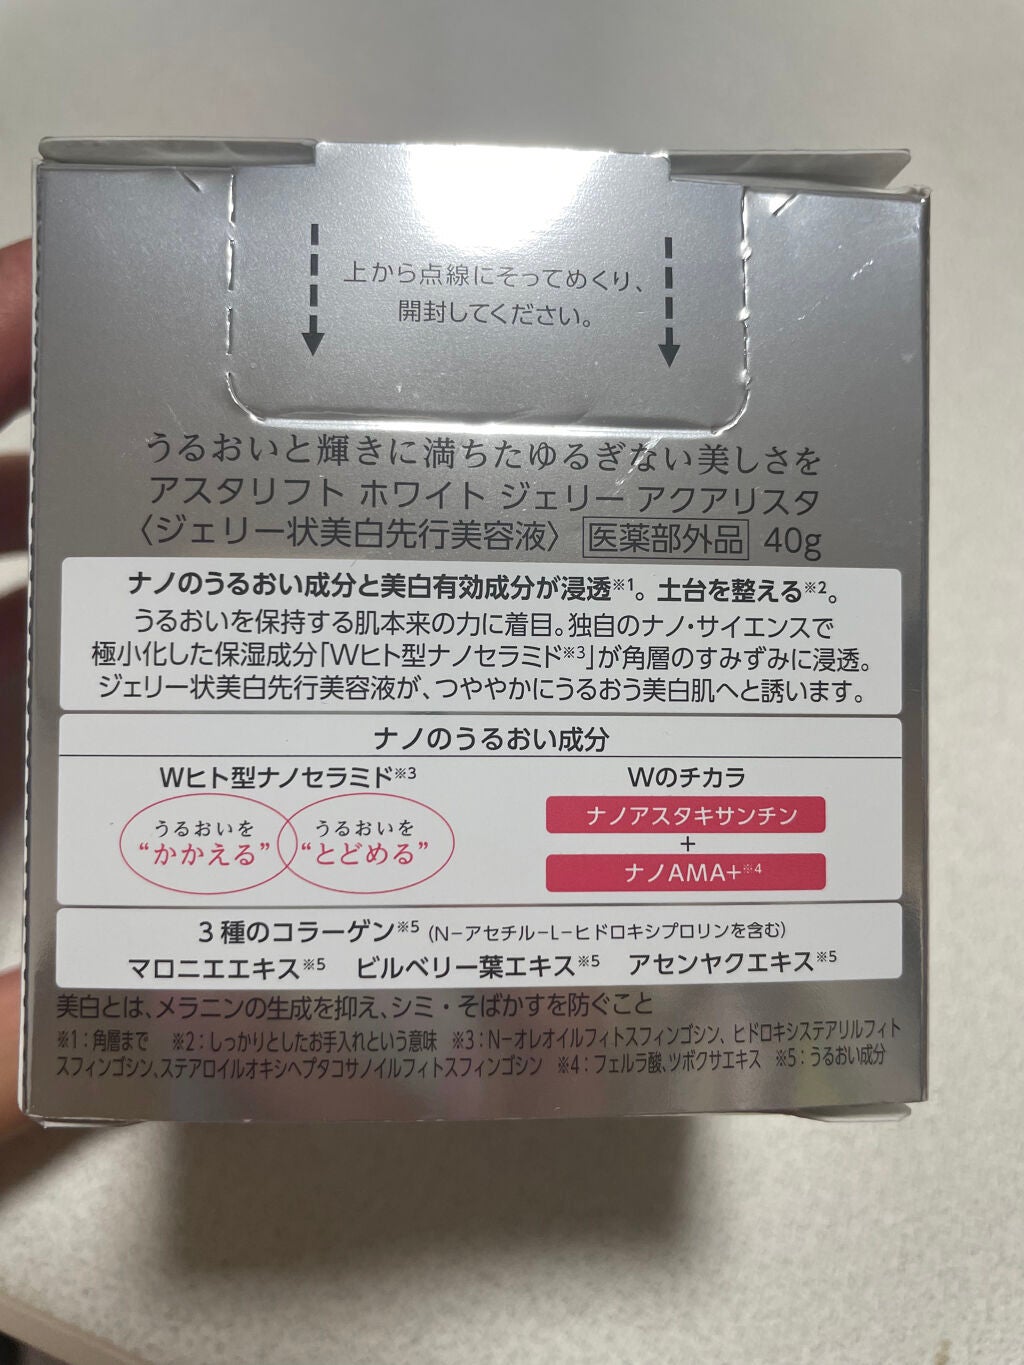 上から点線にそってめくり、
開封してください。
うるおいと輝きに満ちたゆるぎない美しさを
アスタリフト ホワイト ジェリー アクアリスタ
〈ジェリー状美白先行美容液〉 医薬部外品 40g
ナノのうるおい成分と美白有効成分が浸透※1。土台を整える※2。
うるおいを保持する肌本来の力に着目。独自のナノ・サイエンスで
極小化した保湿成分「Wヒト型ナノセラミド※3」が角層のすみずみに浸透。
ジェリー状美白先行美容液が、つややかにうるおう美白肌へと誘います。
ナノのうるおい成分
Wヒト型ナノセラミド※3
うるおいを
“かかえる”
うるおいを
“とどめる”
Wのチカラ
ナノアスタキサンチン
+
ナノAMA+※4
3種のコラーゲン※5 (N-アセチル-L-ヒドロキシプロリンを含む)
マロニエエキス※5 ビルベリー葉エキス※5 アセンヤクエキス※5
美白とは、メラニンの生成を抑え、シミ・そばかすを防ぐこと
※1：角層まで ※2：しっかりとしたお手入れという意味 ※3：N-オレオイルフィトスフィンゴシン、ヒドロキシステアリルフィト
スフィンゴシン、ステアロイルオキシヘプタコサノイルフィトスフィンゴシン ※4：フェルラ酸、ツボクサエキス ※5：うるおい成分